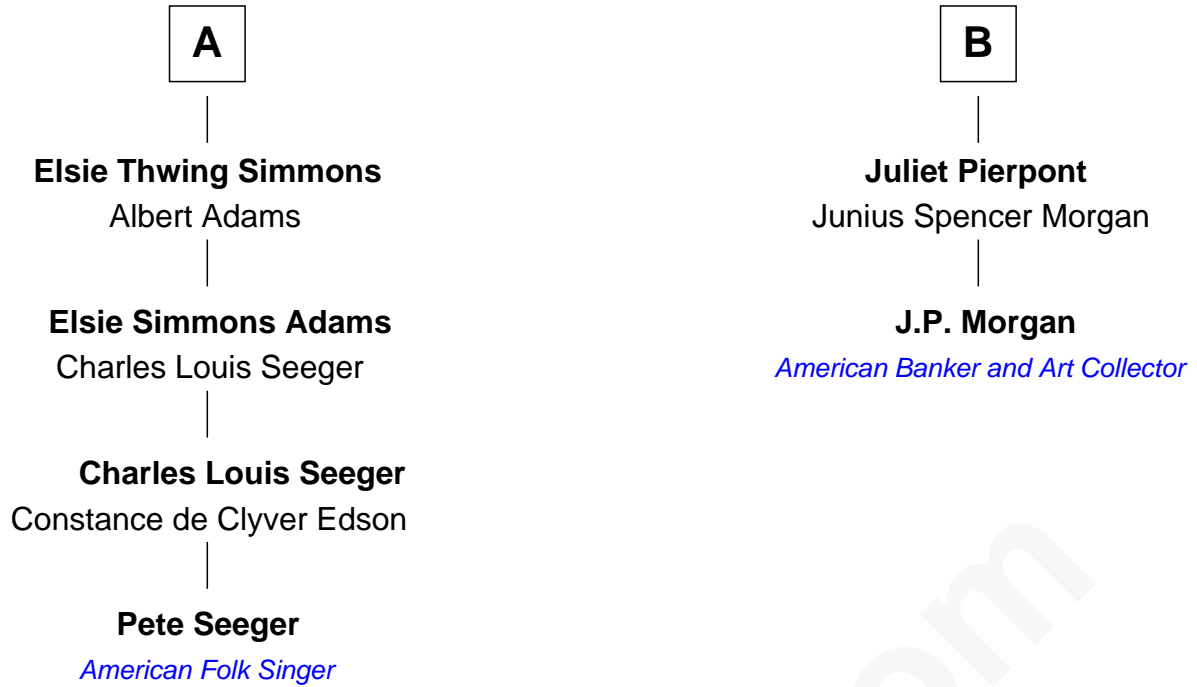 A
Elsie Thwing Simmons
Albert Adams
Elsie Simmons Adams
Charles Louis Seeger
Charles Louis Seeger
Constance de Clyver Edson
Pete Seeger
American Folk Singer
B
Juliet Pierpont
Junius Spencer Morgan
J.P. Morgan
American Banker and Art Collector
om